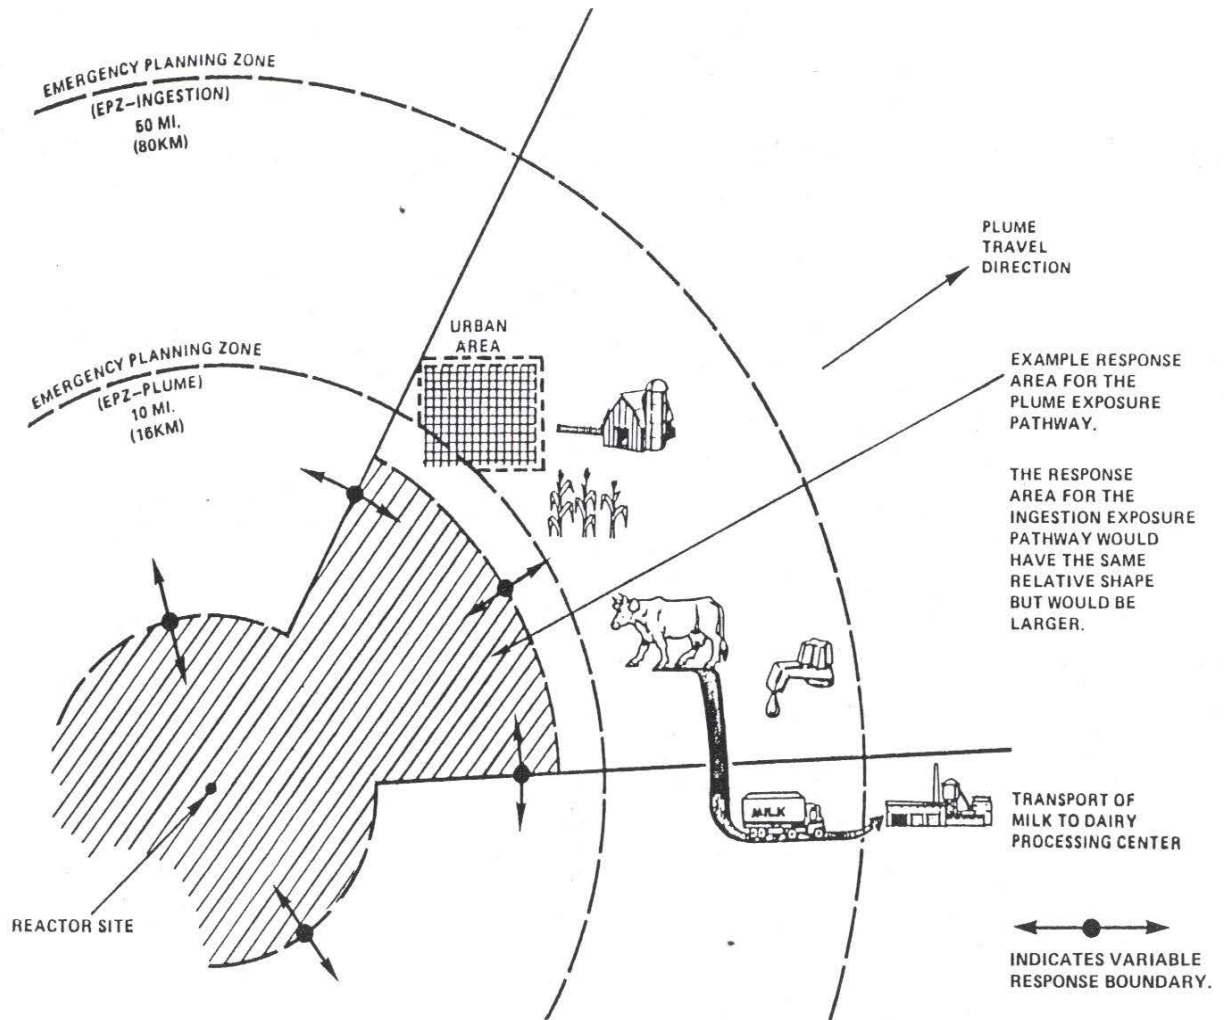 EMERGENCY PLANNING ZONE
(EPZ–INGESTION)
50 MI.
(80KM)
PLUME
TRAVEL
DIRECTION
URBAN
AREA
EMERGENCY PLANNING ZONE
(EPZ–PLUME)
10 MI.
(16KM)
EXAMPLE RESPONSE
AREA FOR THE
PLUME EXPOSURE
PATHWAY.
THE RESPONSE
AREA FOR THE
INGESTION EXPOSURE
PATHWAY WOULD
HAVE THE SAME
RELATIVE SHAPE
BUT WOULD BE
LARGER.
MILK
TRANSPORT OF
MILK TO DAIRY
PROCESSING CENTER
REACTOR SITE
INDICATES VARIABLE
RESPONSE BOUNDARY.